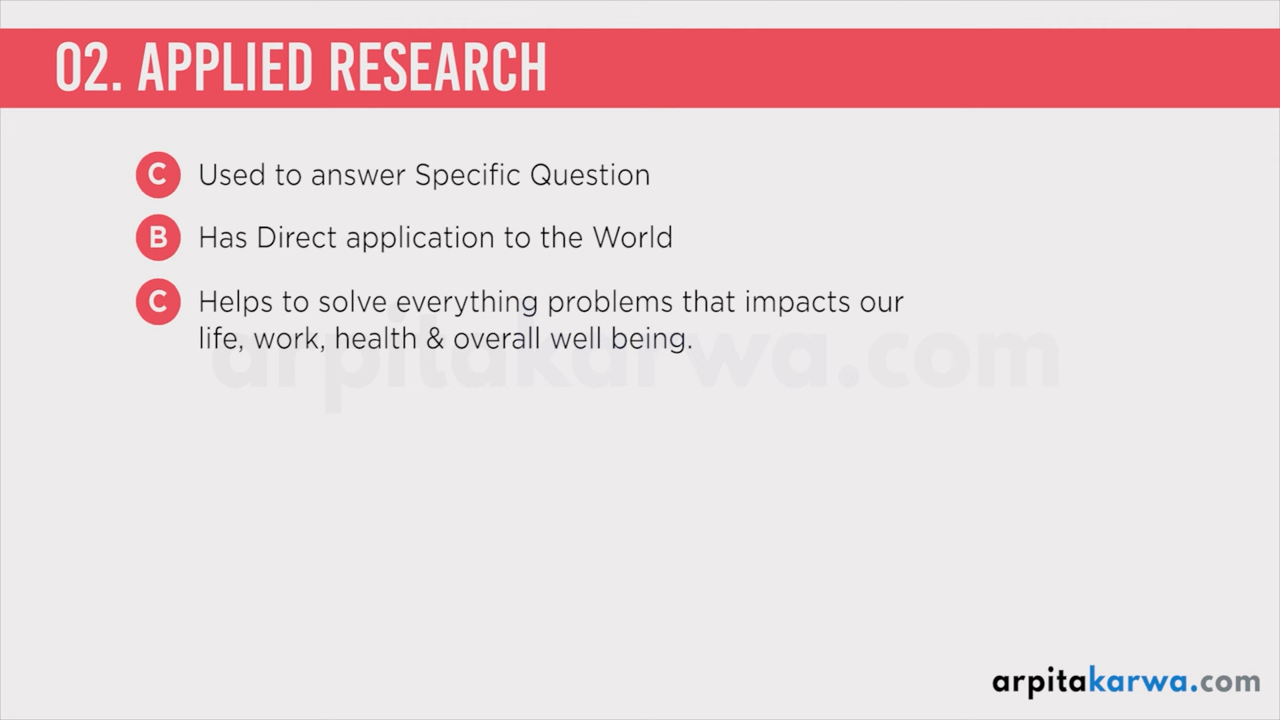 02. APPLIED RESEARCH
C Used to answer Specific Question
B Has Direct application to the World
C Helps to solve everything problems that impacts our
life, work, health & overall well being.
arpitakarwa.com
arpitakarwa.com